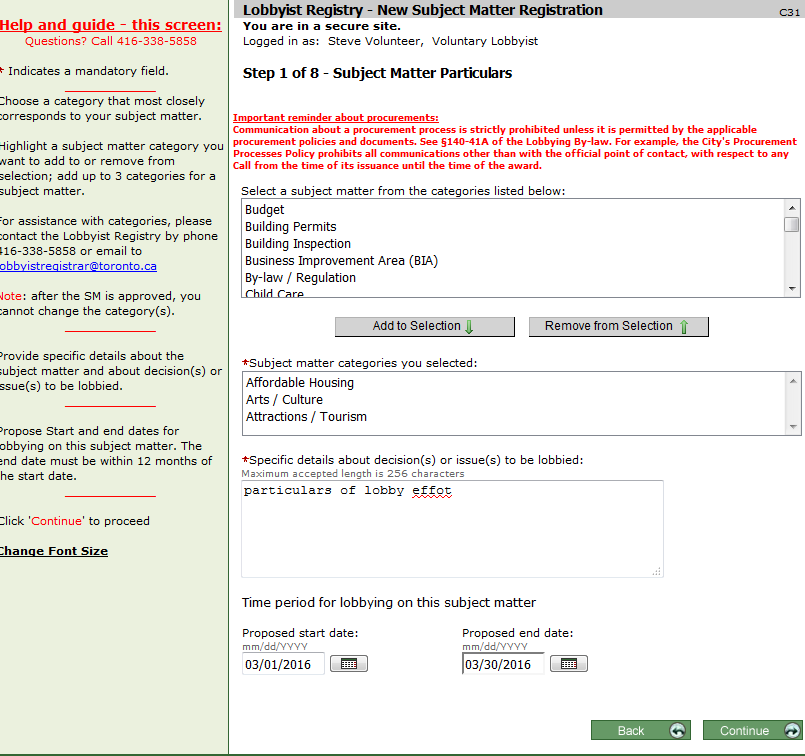 Help and guide - this screen:
Questions? Call 416-338-5858
* Indicates a mandatory field.
Choose a category that most closely
corresponds to your subject matter.
Highlight a subject matter category you
want to add to or remove from
selection; add up to 3 categories for a
subject matter.
For assistance with categories, please
contact the Lobbyist Registry by phone
416-338-5858 or email to
lobbyistregistrar@toronto.ca
Note: after the SM is approved, you
cannot change the category(s).
Provide specific details about the
subject matter and about decision(s) or
issue(s) to be lobbied.
Propose Start and end dates for
lobbying on this subject matter. The
end date must be within 12 months of
the start date.
Click 'Continue' to proceed
Change Font Size
Lobbyist Registry - New Subject Matter Registration
C31
You are in a secure site.
Logged in as: Steve Volunteer, Voluntary Lobbyist
Step 1 of 8 - Subject Matter Particulars
Important reminder about procurements:
Communication about a procurement process is strictly prohibited unless it is permitted by the applicable
procurement policies and documents. See §140-41A of the Lobbying By-law. For example, the City's Procurement
Processes Policy prohibits all communications other than with the official point of contact, with respect to any
Call from the time of its issuance until the time of the award.
Select a subject matter from the categories listed below:
Budget
Building Permits
Building Inspection
Business Improvement Area (BIA)
By-law / Regulation
Child Care
Add to Selection
Remove from Selection
*Subject matter categories you selected:
Affordable Housing
Arts / Culture
Attractions / Tourism
*Specific details about decision(s) or issue(s) to be lobbied:
Maximum accepted length is 256 characters
particulars of lobby effot
Time period for lobbying on this subject matter
Proposed start date:
mm/dd/YYYY
03/01/2016
Proposed end date:
mm/dd/YYYY
03/30/2016
Back
Continue